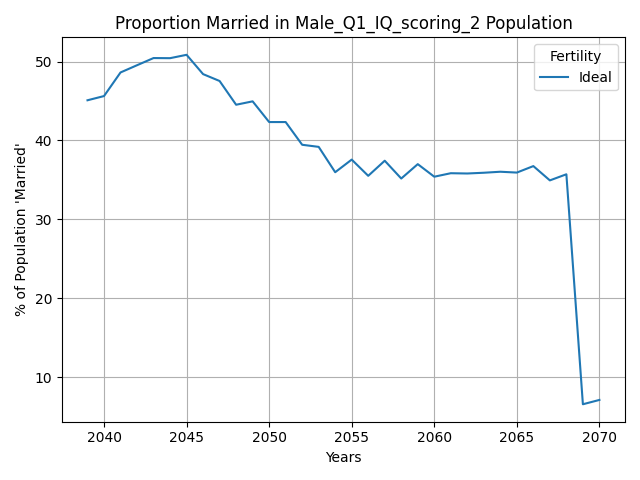 Proportion Married in Male_Q1_IQ_scoring_2 Population
Fertility
Ideal
% of Population 'Married'
50
40
30
20
10
2040 2045 2050 2055 2060 2065 2070
Years